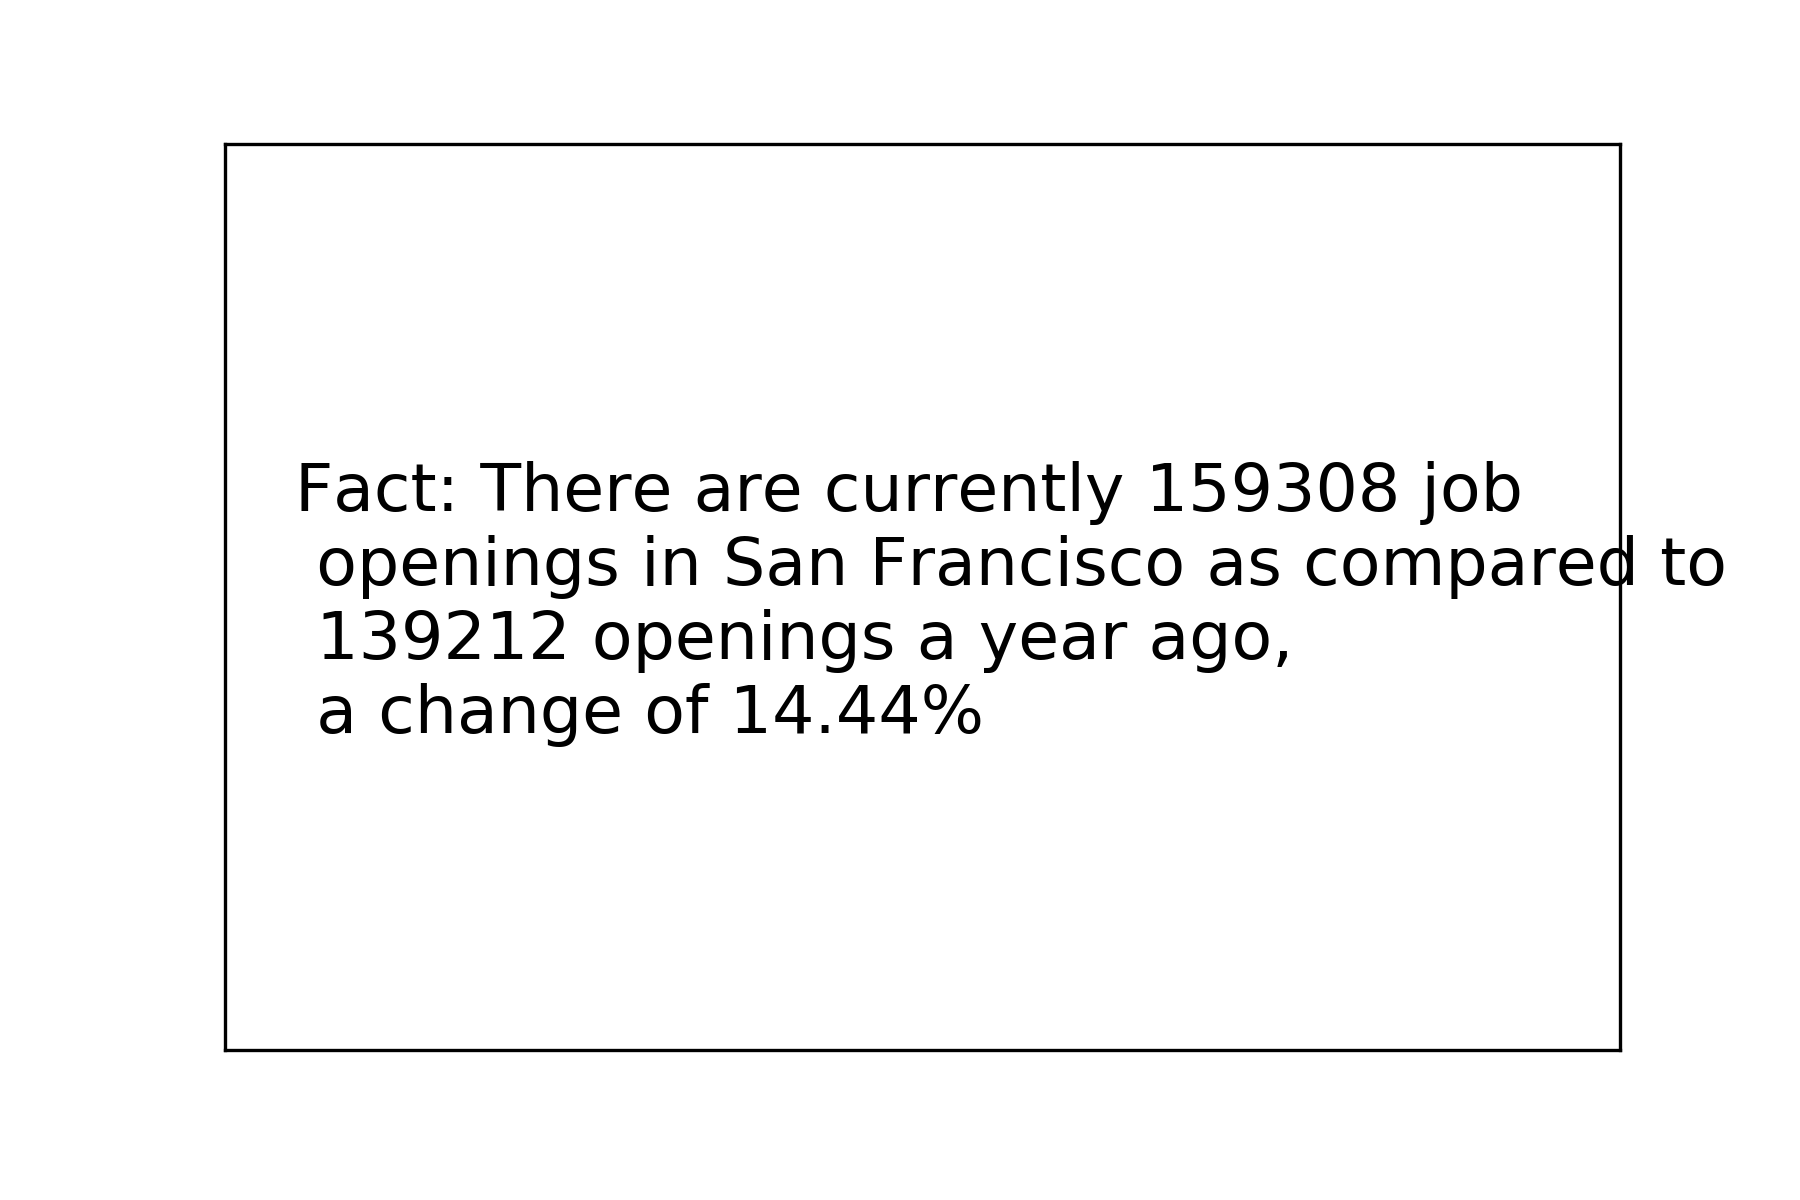 Fact: There are currently 159308 job
openings in San Francisco as compared to
139212 openings a year ago,
a change of 14.44%